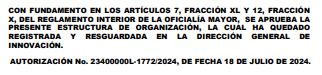 CON FUNDAMENTO EN LOS ARTÍCULOS 7, FRACCIÓN XL Y 12, FRACCIÓN
X, DEL REGLAMENTO INTERIOR DE LA OFICIALÍA MAYOR, SE APRUEBA LA
PRESENTE ESTRUCTURA DE ORGANIZACIÓN, LA CUAL HA QUEDADO
REGISTRADA Y RESGUARDADA EN LA DIRECCIÓN GENERAL DE
INNOVACIÓN.
AUTORIZACIÓN No. 23400000L-1772/2024, DE FECHA 18 DE JULIO DE 2024.